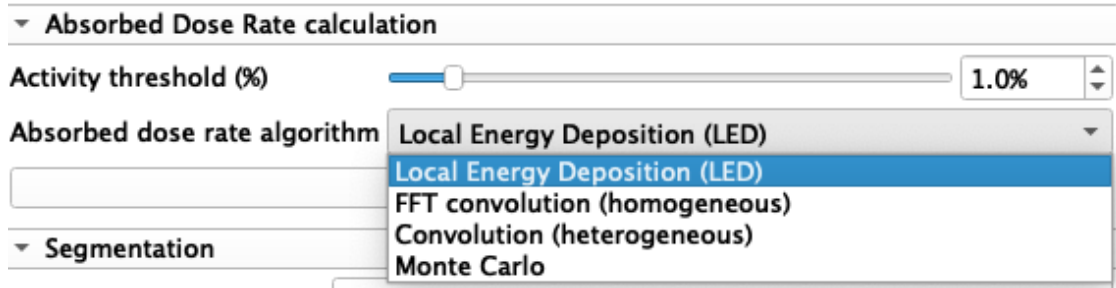 Absorbed Dose Rate calculation
Activity threshold (%) 1.0%
Absorbed dose rate algorithm Local Energy Deposition (LED)
Local Energy Deposition (LED)
FFT convolution (homogeneous)
Convolution (heterogeneous)
Segmentation
Monte Carlo